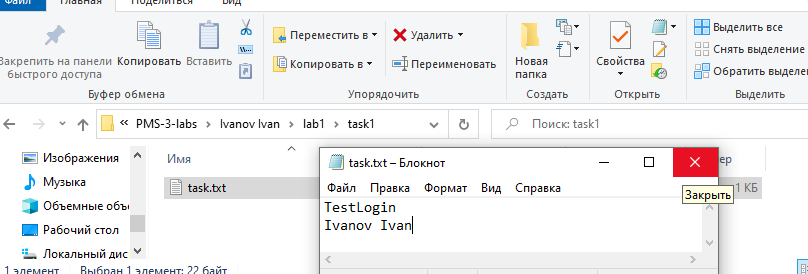 Главная
Поделиться
Вид
Закрепить на панели
быстрого доступа
Копировать
Вставить
Переместить в
Копировать в
Удалить
Переименовать
Новая
папка
Свойства
Выделить все
Снять выделение
Обратить выделе
Буфер обмена
Упорядочить
Создать
Открыть
Выделить
« PMS-3-labs › Ivanov Ivan › lab1 › task1
Поиск: task1
Изображения
Музыка
Объемные объе
Рабочий стол
Локальный дис
Имя
ер
task.txt
1 КБ
task.txt – Блокнот
Закрыть
Файл Правка Формат Вид Справка
TestLogin
Ivanov Ivan
1 элемент
Выбран 1 элемент: 22 байт